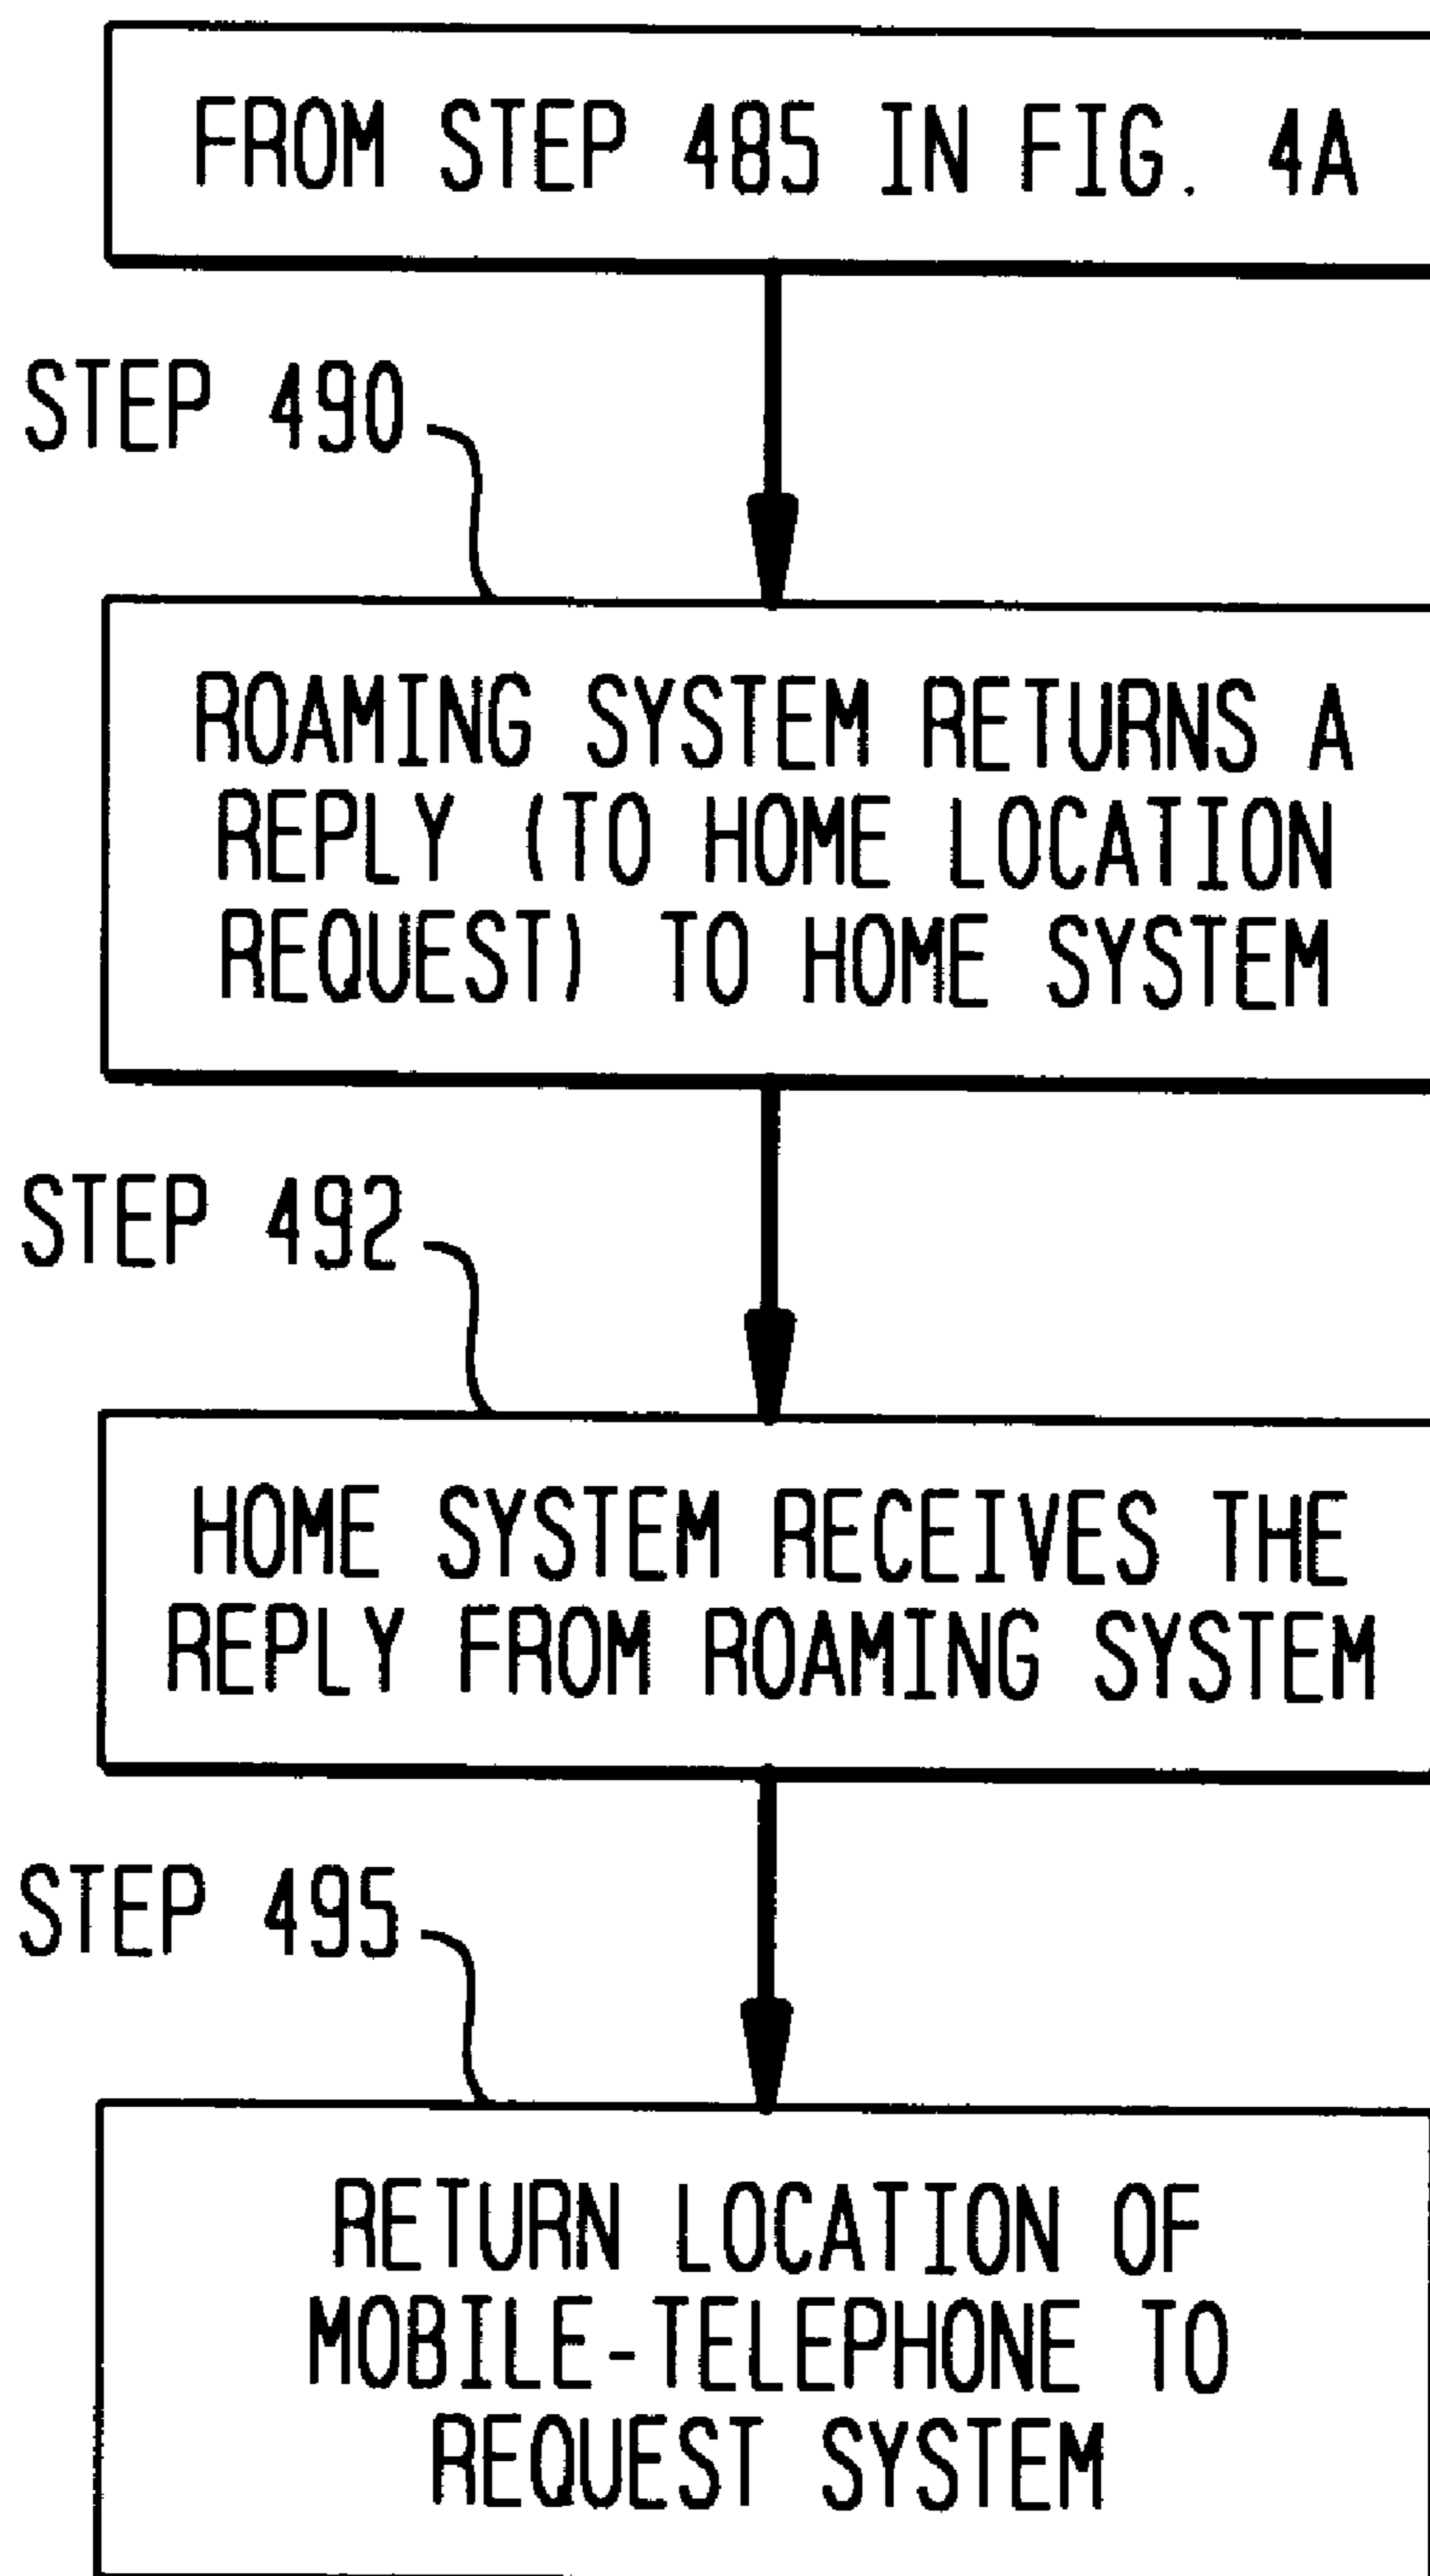 FROM STEP 485 IN FIG. 4A
STEP 490
ROAMING SYSTEM RETURNS A
REPLY (TO HOME LOCATION
REQUEST) TO HOME SYSTEM
STEP 492
HOME SYSTEM RECEIVES THE
REPLY FROM ROAMING SYSTEM
STEP 495
RETURN LOCATION OF
MOBILE-TELEPHONE TO
REQUEST SYSTEM